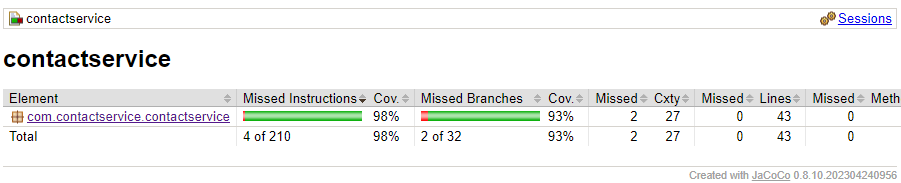 contactservice Sessions
contactservice
Element Missed Instructions Cov. Missed Branches Cov. Missed Cxty Missed Lines Missed Meth
com.contactservice.contactservice 98% 93% 2 27 0 43 0
Total 4 of 210 98% 2 of 32 93% 2 27 0 43 0
Created with JaCoCo 0.8.10.202304240956